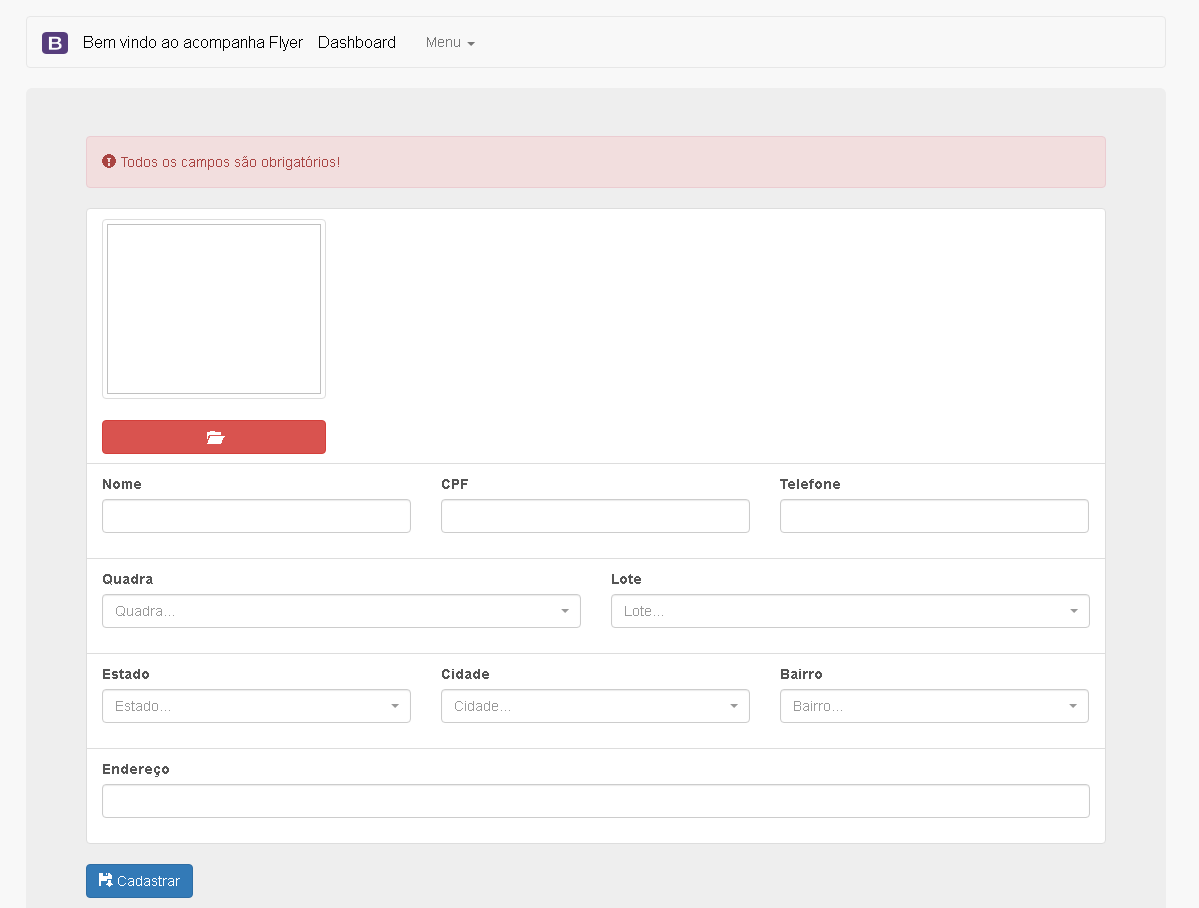 B Bem vindo ao acompanha Flyer Dashboard Menu
Todos os campos são obrigatórios!
Nome CPF Telefone
Quadra Lote
Quadra... Lote...
Estado Cidade Bairro
Estado... Cidade... Bairro...
Endereço
Cadastrar